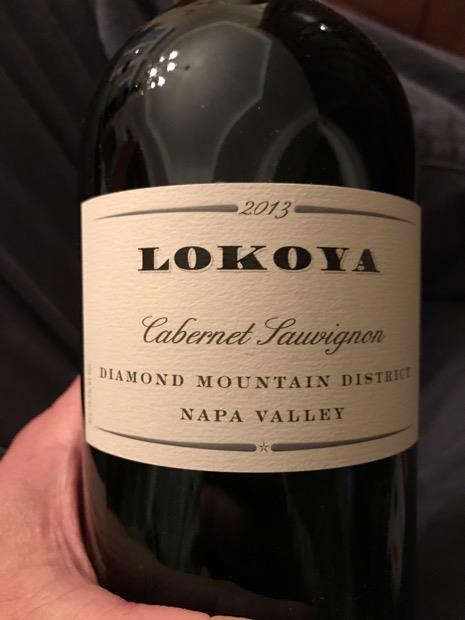 2013
LOKOYA
Cabernet Sauvignon
DIAMOND MOUNTAIN DISTRICT
NAPA VALLEY